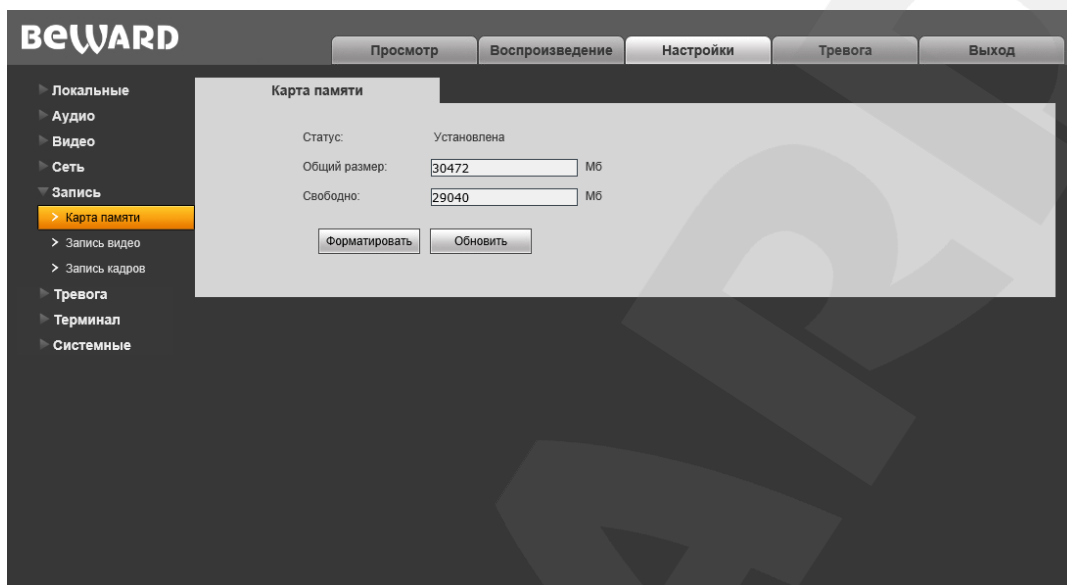 BEWARD
Просмотр Воспроизведение Настройки Тревога Выход
Локальные
Аудио
Видео
Сеть
Запись
Карта памяти
Запись видео
Запись кадров
Тревога
Терминал
Системные
Карта памяти
Статус: Установлена
Общий размер: 30472 Мб
Свободно: 29040 Мб
Форматировать Обновить